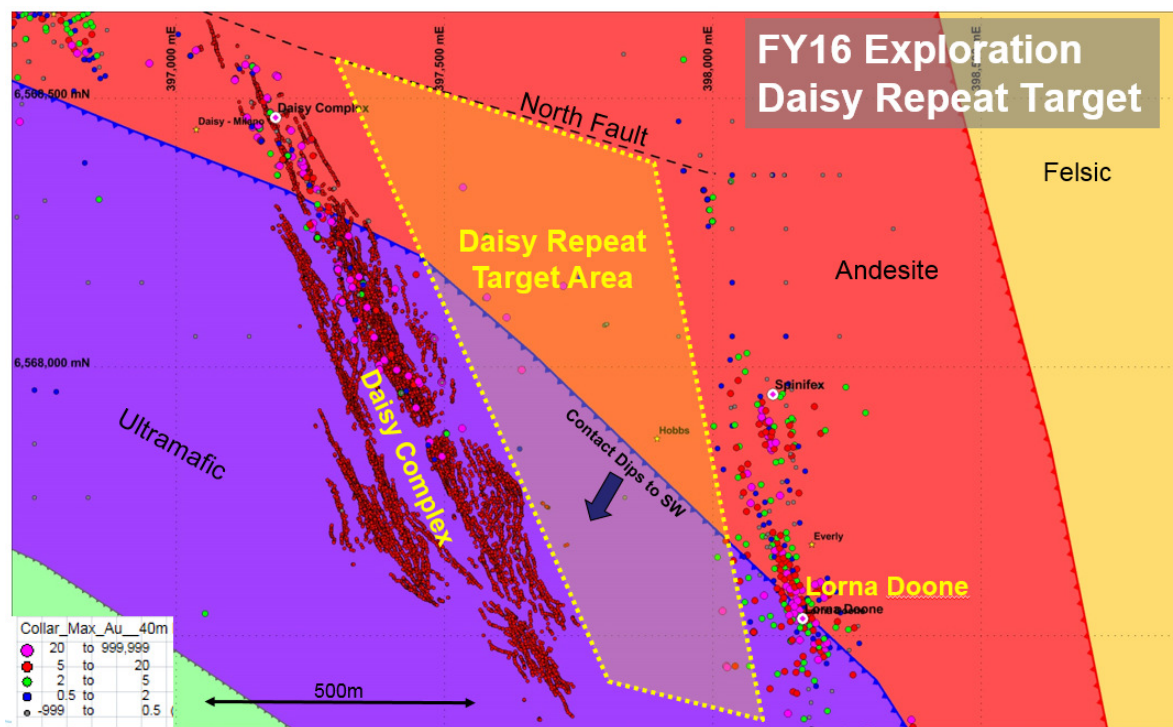 FY16 Exploration
Daisy Repeat Target
397,000 mE
397,500 mE
398,000 mE
6,568,500 mN
Daisy Complex
Daisy - Milano
North Fault
Felsic
Daisy Repeat
Target Area
Andesite
6,568,000 mN
Spinifex
Ultramafic
Daisy Complex
Hobbs
Contact Dips to SW
Everly
Lorna Doone
Lorna Doone
Collar_Max_Au__40m
20 to 999,999
5 to 20
2 to 5
0.5 to 2
-999 to 0.5 (
500m